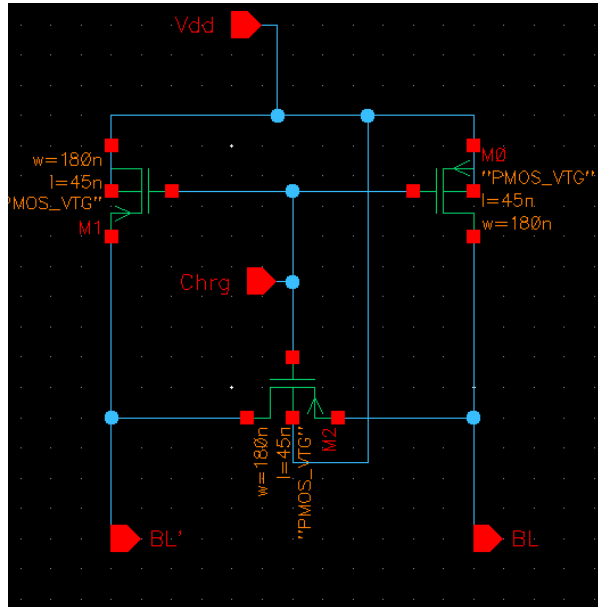 Vdd
w=180n
l=45n
PMOS_VTG"
M1
M0
"PMOS_VTG"
l=45n
w=180n
Chrg
w=180n
l=45n
"PMOS_VTG"
M2
BL'
BL